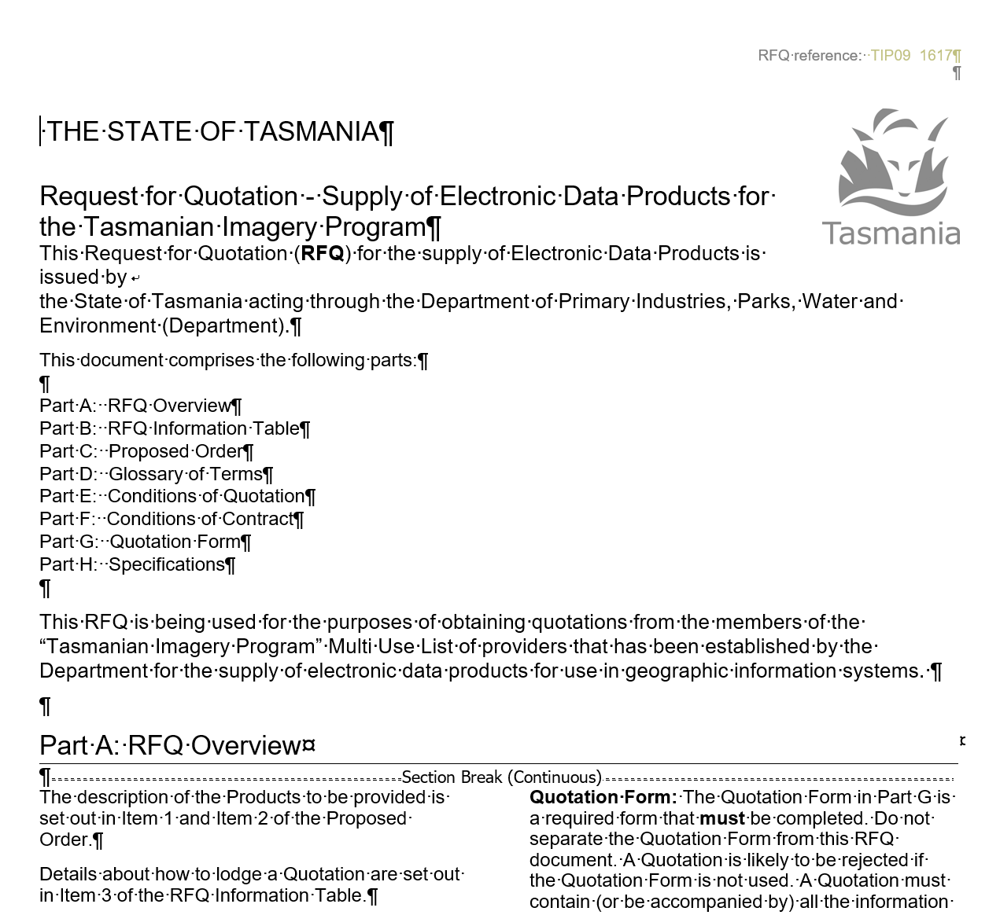 RFQ reference:  TIP09  1617¶
¶
THE STATE OF TASMANIA¶
Tasmania
Request for Quotation - Supply of Electronic Data Products for
the Tasmanian Imagery Program¶
This Request for Quotation (RFQ) for the supply of Electronic Data Products is
issued by ↵
the State of Tasmania acting through the Department of Primary Industries, Parks, Water and
Environment (Department).¶
This document comprises the following parts:¶
¶
Part A:  RFQ Overview¶
Part B:  RFQ Information Table¶
Part C:  Proposed Order¶
Part D:  Glossary of Terms¶
Part E:  Conditions of Quotation¶
Part F:  Conditions of Contract¶
Part G:  Quotation Form¶
Part H:  Specifications¶
¶
This RFQ is being used for the purposes of obtaining quotations from the members of the
“Tasmanian Imagery Program” Multi Use List of providers that has been established by the
Department for the supply of electronic data products for use in geographic information systems. ¶
¶
Part A: RFQ Overview¤ ¤
¶Section Break (Continuous)
The description of the Products to be provided is
set out in Item 1 and Item 2 of the Proposed
Order.¶
Details about how to lodge a Quotation are set out
in Item 3 of the RFQ Information Table.¶
Quotation Form: The Quotation Form in Part G is
a required form that must be completed. Do not
separate the Quotation Form from this RFQ
document. A Quotation is likely to be rejected if
the Quotation Form is not used. A Quotation must
contain (or be accompanied by) all the information